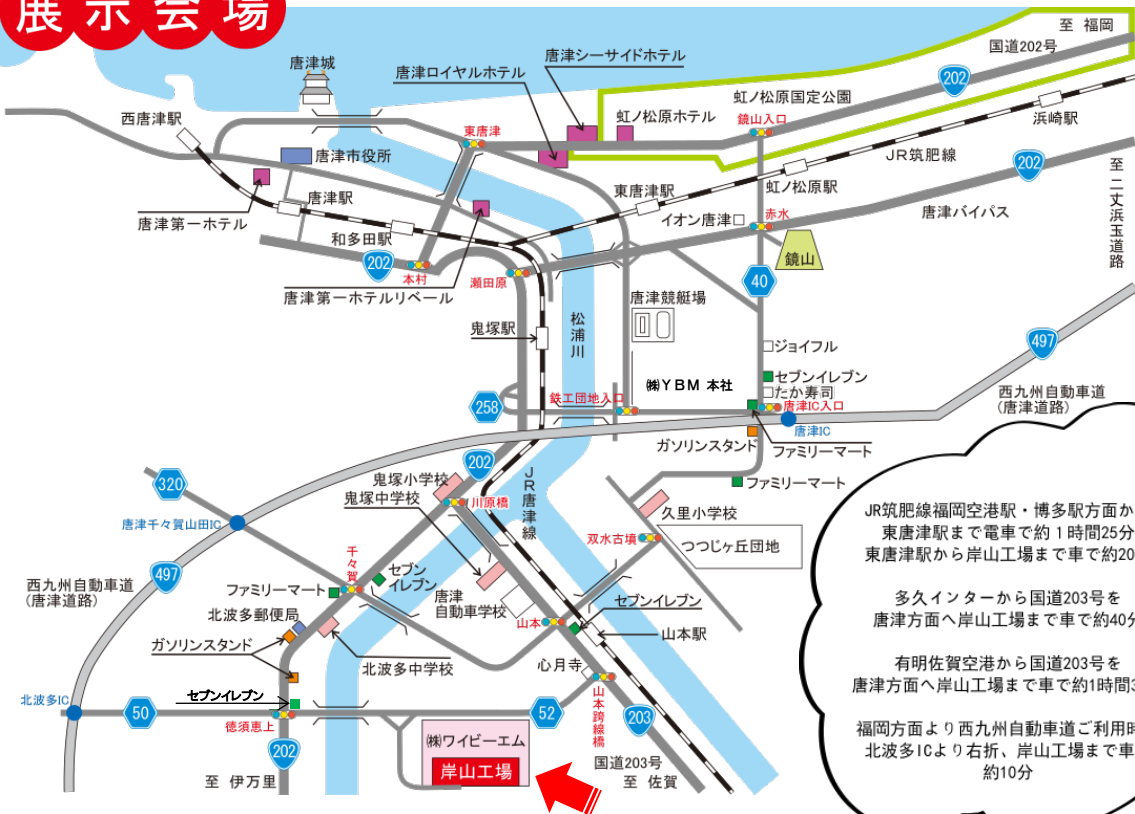 展示会場
至 福岡
国道202号
唐津シーサイドホテル
唐津城
唐津ロイヤルホテル
202
虹ノ松原国定公園
虹ノ松原ホテル
鏡山入口
浜崎駅
西唐津駅
東唐津
唐津市役所
JR筑肥線
202
至 二丈浜玉道路
唐津駅
東唐津駅
虹ノ松原駅
唐津第一ホテル
イオン唐津
赤水
唐津バイパス
和多田駅
202
本村
瀬田原
鏡山
40
唐津第一ホテルリベール
唐津競艇場
鬼塚駅
松浦川
ジョイフル
497
㈱YBM 本社
セブンイレブン
たか寿司
西九州自動車道
(唐津道路)
258
鉄工団地入口
唐津IC入口
唐津IC
ガソリンスタンド
ファミリーマート
202
鬼塚小学校
鬼塚中学校
JR唐津線
ファミリーマート
320
川原橋
久里小学校
唐津千々賀山田IC
双水古墳
つつじヶ丘団地
千々賀
497
セブン
イレブン
西九州自動車道
(唐津道路)
ファミリーマート
唐津
自動車学校
セブンイレブン
北波多郵便局
山本
山本駅
ガソリンスタンド
北波多中学校
心月寺
北波多IC
セブンイレブン
50
徳須恵上
52
山本跨線橋
203
202
㈱ワイビーエム
岸山工場
国道203号
至 伊万里
至 佐賀
JR筑肥線福岡空港駅・博多駅方面か
東唐津駅まで電車で約1時間25分
東唐津駅から岸山工場まで車で約20
多久インターから国道203号を
唐津方面へ岸山工場まで車で約40分
有明佐賀空港から国道203号を
唐津方面へ岸山工場まで車で約1時間3
福岡方面より西九州自動車道ご利用時
北波多ICより右折、岸山工場まで車
約10分